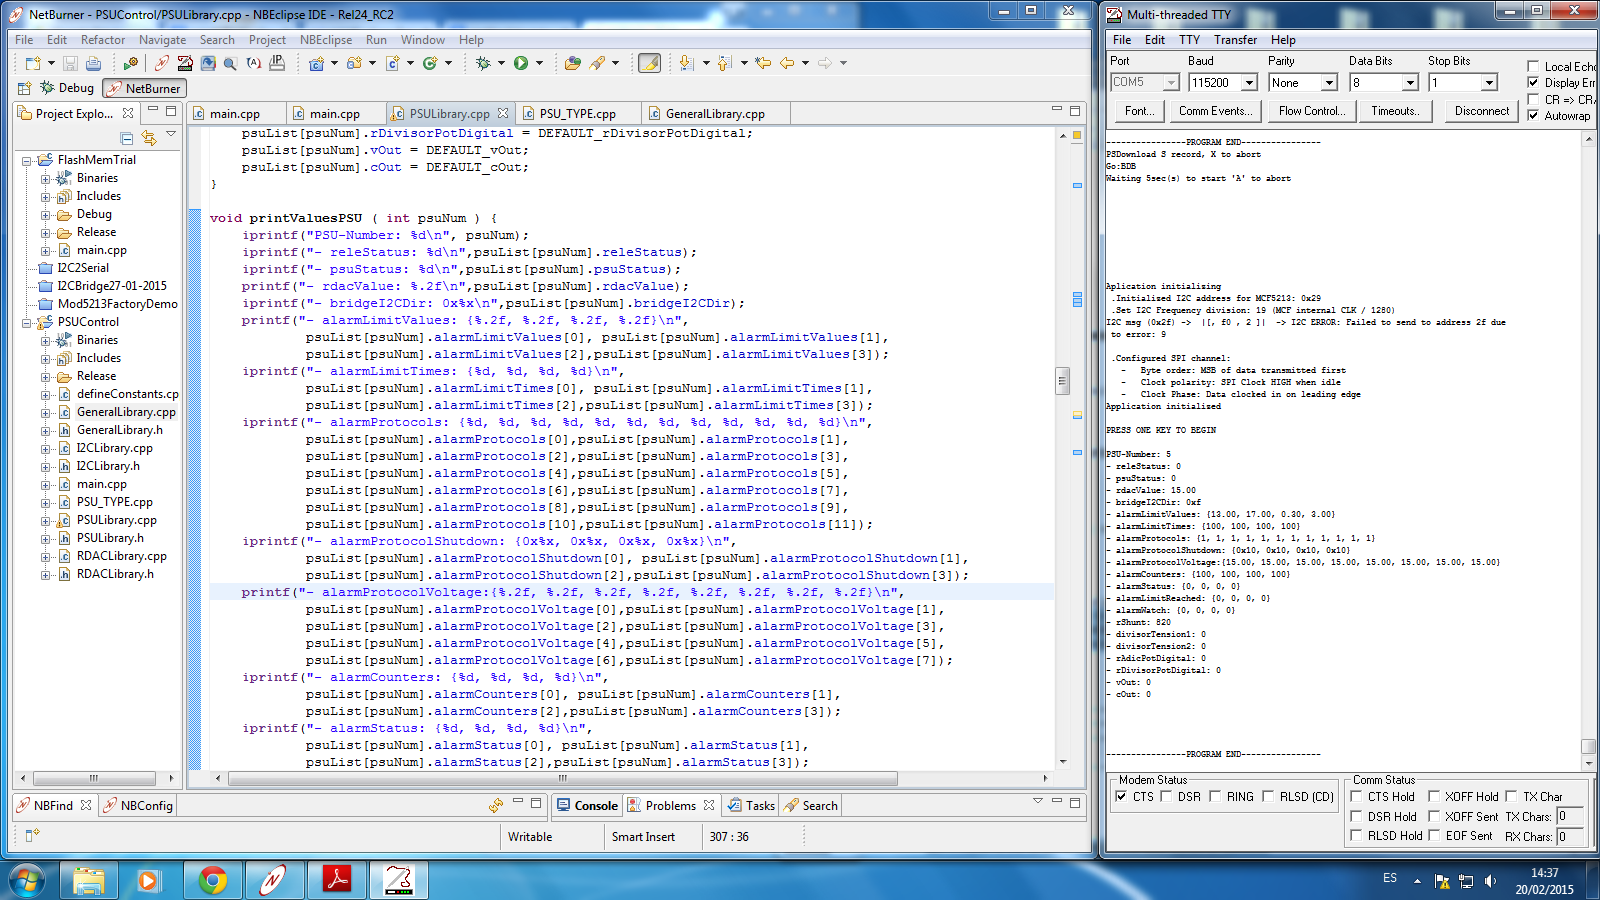 NetBurner - PSUControl/PSULibrary.cpp - NBEclipse IDE - Rel24_RC2
File Edit Refactor Navigate Search Project NBEclipse Run Window Help
Debug NetBurner
Project Explo...
FlashMemTrial
Binaries
Includes
Debug
Release
main.cpp
I2C2Serial
I2CBridge27-01-2015
Mod5213FactoryDemo
PSUControl
Binaries
Includes
Release
defineConstants.cp
GeneralLibrary.cpp
GeneralLibrary.h
I2CLibrary.cpp
I2CLibrary.h
main.cpp
PSU_TYPE.cpp
PSULibrary.cpp
PSULibrary.h
RDACLibrary.cpp
RDACLibrary.h
main.cpp main.cpp PSULibrary.cpp PSU_TYPE.cpp GeneralLibrary.cpp
psuList[psuNum].rDivisorPotDigital = DEFAULT_rDivisorPotDigital;
psuList[psuNum].vOut = DEFAULT_vOut;
psuList[psuNum].cOut = DEFAULT_cOut;
}
void printValuesPSU ( int psuNum ) {
iprintf("PSU-Number: %d\n", psuNum);
iprintf("- releStatus: %d\n",psuList[psuNum].releStatus);
iprintf("- psuStatus: %d\n",psuList[psuNum].psuStatus);
printf("- rdacValue: %.2f\n",psuList[psuNum].rdacValue);
iprintf("- bridgeI2CDir: 0x%x\n",psuList[psuNum].bridgeI2CDir);
printf("- alarmLimitValues: {%.2f, %.2f, %.2f, %.2f}\n",
psuList[psuNum].alarmLimitValues[0], psuList[psuNum].alarmLimitValues[1],
psuList[psuNum].alarmLimitValues[2],psuList[psuNum].alarmLimitValues[3]);
iprintf("- alarmLimitTimes: {%d, %d, %d, %d}\n",
psuList[psuNum].alarmLimitTimes[0], psuList[psuNum].alarmLimitTimes[1],
psuList[psuNum].alarmLimitTimes[2],psuList[psuNum].alarmLimitTimes[3]);
iprintf("- alarmProtocols: {%d, %d, %d, %d, %d, %d, %d, %d, %d, %d, %d, %d}\n",
psuList[psuNum].alarmProtocols[0],psuList[psuNum].alarmProtocols[1],
psuList[psuNum].alarmProtocols[2],psuList[psuNum].alarmProtocols[3],
psuList[psuNum].alarmProtocols[4],psuList[psuNum].alarmProtocols[5],
psuList[psuNum].alarmProtocols[6],psuList[psuNum].alarmProtocols[7],
psuList[psuNum].alarmProtocols[8],psuList[psuNum].alarmProtocols[9],
psuList[psuNum].alarmProtocols[10],psuList[psuNum].alarmProtocols[11]);
iprintf("- alarmProtocolShutdown: {0x%x, 0x%x, 0x%x, 0x%x}\n",
psuList[psuNum].alarmProtocolShutdown[0], psuList[psuNum].alarmProtocolShutdown[1],
psuList[psuNum].alarmProtocolShutdown[2],psuList[psuNum].alarmProtocolShutdown[3]);
printf("- alarmProtocolVoltage:{%.2f, %.2f, %.2f, %.2f, %.2f, %.2f, %.2f, %.2f}\n",
psuList[psuNum].alarmProtocolVoltage[0],psuList[psuNum].alarmProtocolVoltage[1],
psuList[psuNum].alarmProtocolVoltage[2],psuList[psuNum].alarmProtocolVoltage[3],
psuList[psuNum].alarmProtocolVoltage[4],psuList[psuNum].alarmProtocolVoltage[5],
psuList[psuNum].alarmProtocolVoltage[6],psuList[psuNum].alarmProtocolVoltage[7]);
iprintf("- alarmCounters: {%d, %d, %d, %d}\n",
psuList[psuNum].alarmCounters[0], psuList[psuNum].alarmCounters[1],
psuList[psuNum].alarmCounters[2],psuList[psuNum].alarmCounters[3]);
iprintf("- alarmStatus: {%d, %d, %d, %d}\n",
psuList[psuNum].alarmStatus[0], psuList[psuNum].alarmStatus[1],
psuList[psuNum].alarmStatus[2],psuList[psuNum].alarmStatus[3]);
NBFind NBConfig
Console Problems Tasks Search
Writable Smart Insert 307 : 36
Multi-threaded TTY
File Edit TTY Transfer Help
Port Baud Parity Data Bits Stop Bits
COM5 115200 None 8 1
Local Echo
Display Err
CR => CR/
Autowrap
Font... Comm Events... Flow Control... Timeouts.. Disconnect
----------------PROGRAM END----------------
PSDownload S record, X to abort
Go:BDB
Waiting 5sec(s) to start 'A' to abort
Aplication initialising
.Initialised I2C address for MCF5213: 0x29
.Set I2C Frequency division: 19 (MCF internal CLK / 1280)
I2C msg (0x2f) -> |[, f0 , 2 ]| -> I2C ERROR: Failed to send to address 2f due
to error: 9
.Configured SPI channel:
- Byte order: MSB of data transmitted first
- Clock polarity: SPI Clock HIGH when idle
- Clock Phase: Data clocked in on leading edge
Application initialised
PRESS ONE KEY TO BEGIN
PSU-Number: 5
- releStatus: 0
- psuStatus: 0
- rdacValue: 15.00
- bridgeI2CDir: 0xf
- alarmLimitValues: {13.00, 17.00, 0.30, 3.00}
- alarmLimitTimes: {100, 100, 100, 100}
- alarmProtocols: {1, 1, 1, 1, 1, 1, 1, 1, 1, 1, 1, 1}
- alarmProtocolShutdown: {0x10, 0x10, 0x10, 0x10}
- alarmProtocolVoltage:{15.00, 15.00, 15.00, 15.00, 15.00, 15.00, 15.00, 15.00}
- alarmCounters: {100, 100, 100, 100}
- alarmStatus: {0, 0, 0, 0}
- alarmLimitReached: {0, 0, 0, 0}
- alarmWatch: {0, 0, 0, 0}
- rShunt: 820
- divisorTension1: 0
- divisorTension2: 0
- rAdicPotDigital: 0
- rDivisorPotDigital: 0
- vOut: 0
- cOut: 0
----------------PROGRAM END----------------
Modem Status
CTS DSR RING RLSD (CD)
Comm Status
CTS Hold XOFF Hold TX Char
DSR Hold XOFF Sent TX Chars: 0
RLSD Hold EOF Sent RX Chars: 0
ES
14:37
20/02/2015